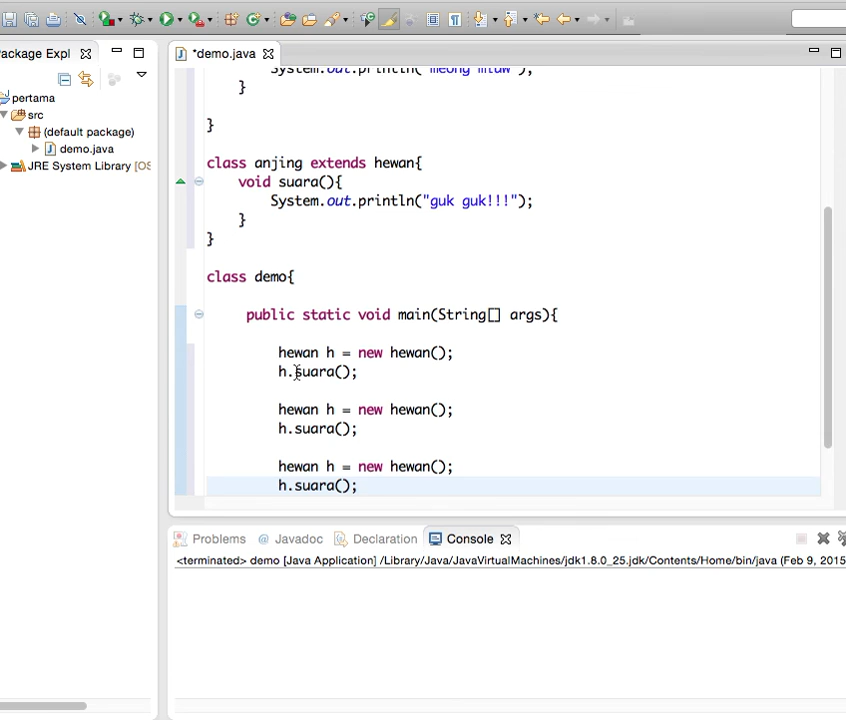 Package Expl
*demo.java
pertama
src
(default package)
demo.java
JRE System Library [OS
System.out.println("meong miaw");
}
}
class anjing extends hewan{
void suara(){
System.out.println("guk guk!!!");
}
}
class demo{
public static void main(String[] args){
hewan h = new hewan();
h.suara();
hewan h = new hewan();
h.suara();
hewan h = new hewan();
h.suara();
Problems
@ Javadoc
Declaration
Console
<terminated> demo [Java Application] /Library/Java/JavaVirtualMachines/jdk1.8.0_25.jdk/Contents/Home/bin/java (Feb 9, 2015